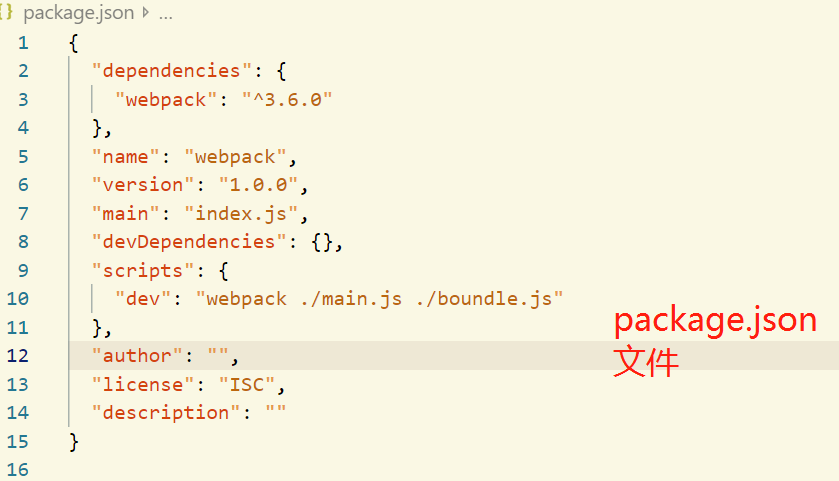 {} package.json ...
1 {
2 "dependencies": {
3 "webpack": "^3.6.0"
4 },
5 "name": "webpack",
6 "version": "1.0.0",
7 "main": "index.js",
8 "devDependencies": {},
9 "scripts": {
10 "dev": "webpack ./main.js ./boundle.js"
11 },
12 "author": "",
13 "license": "ISC",
14 "description": ""
15 }
16
package.json
文件